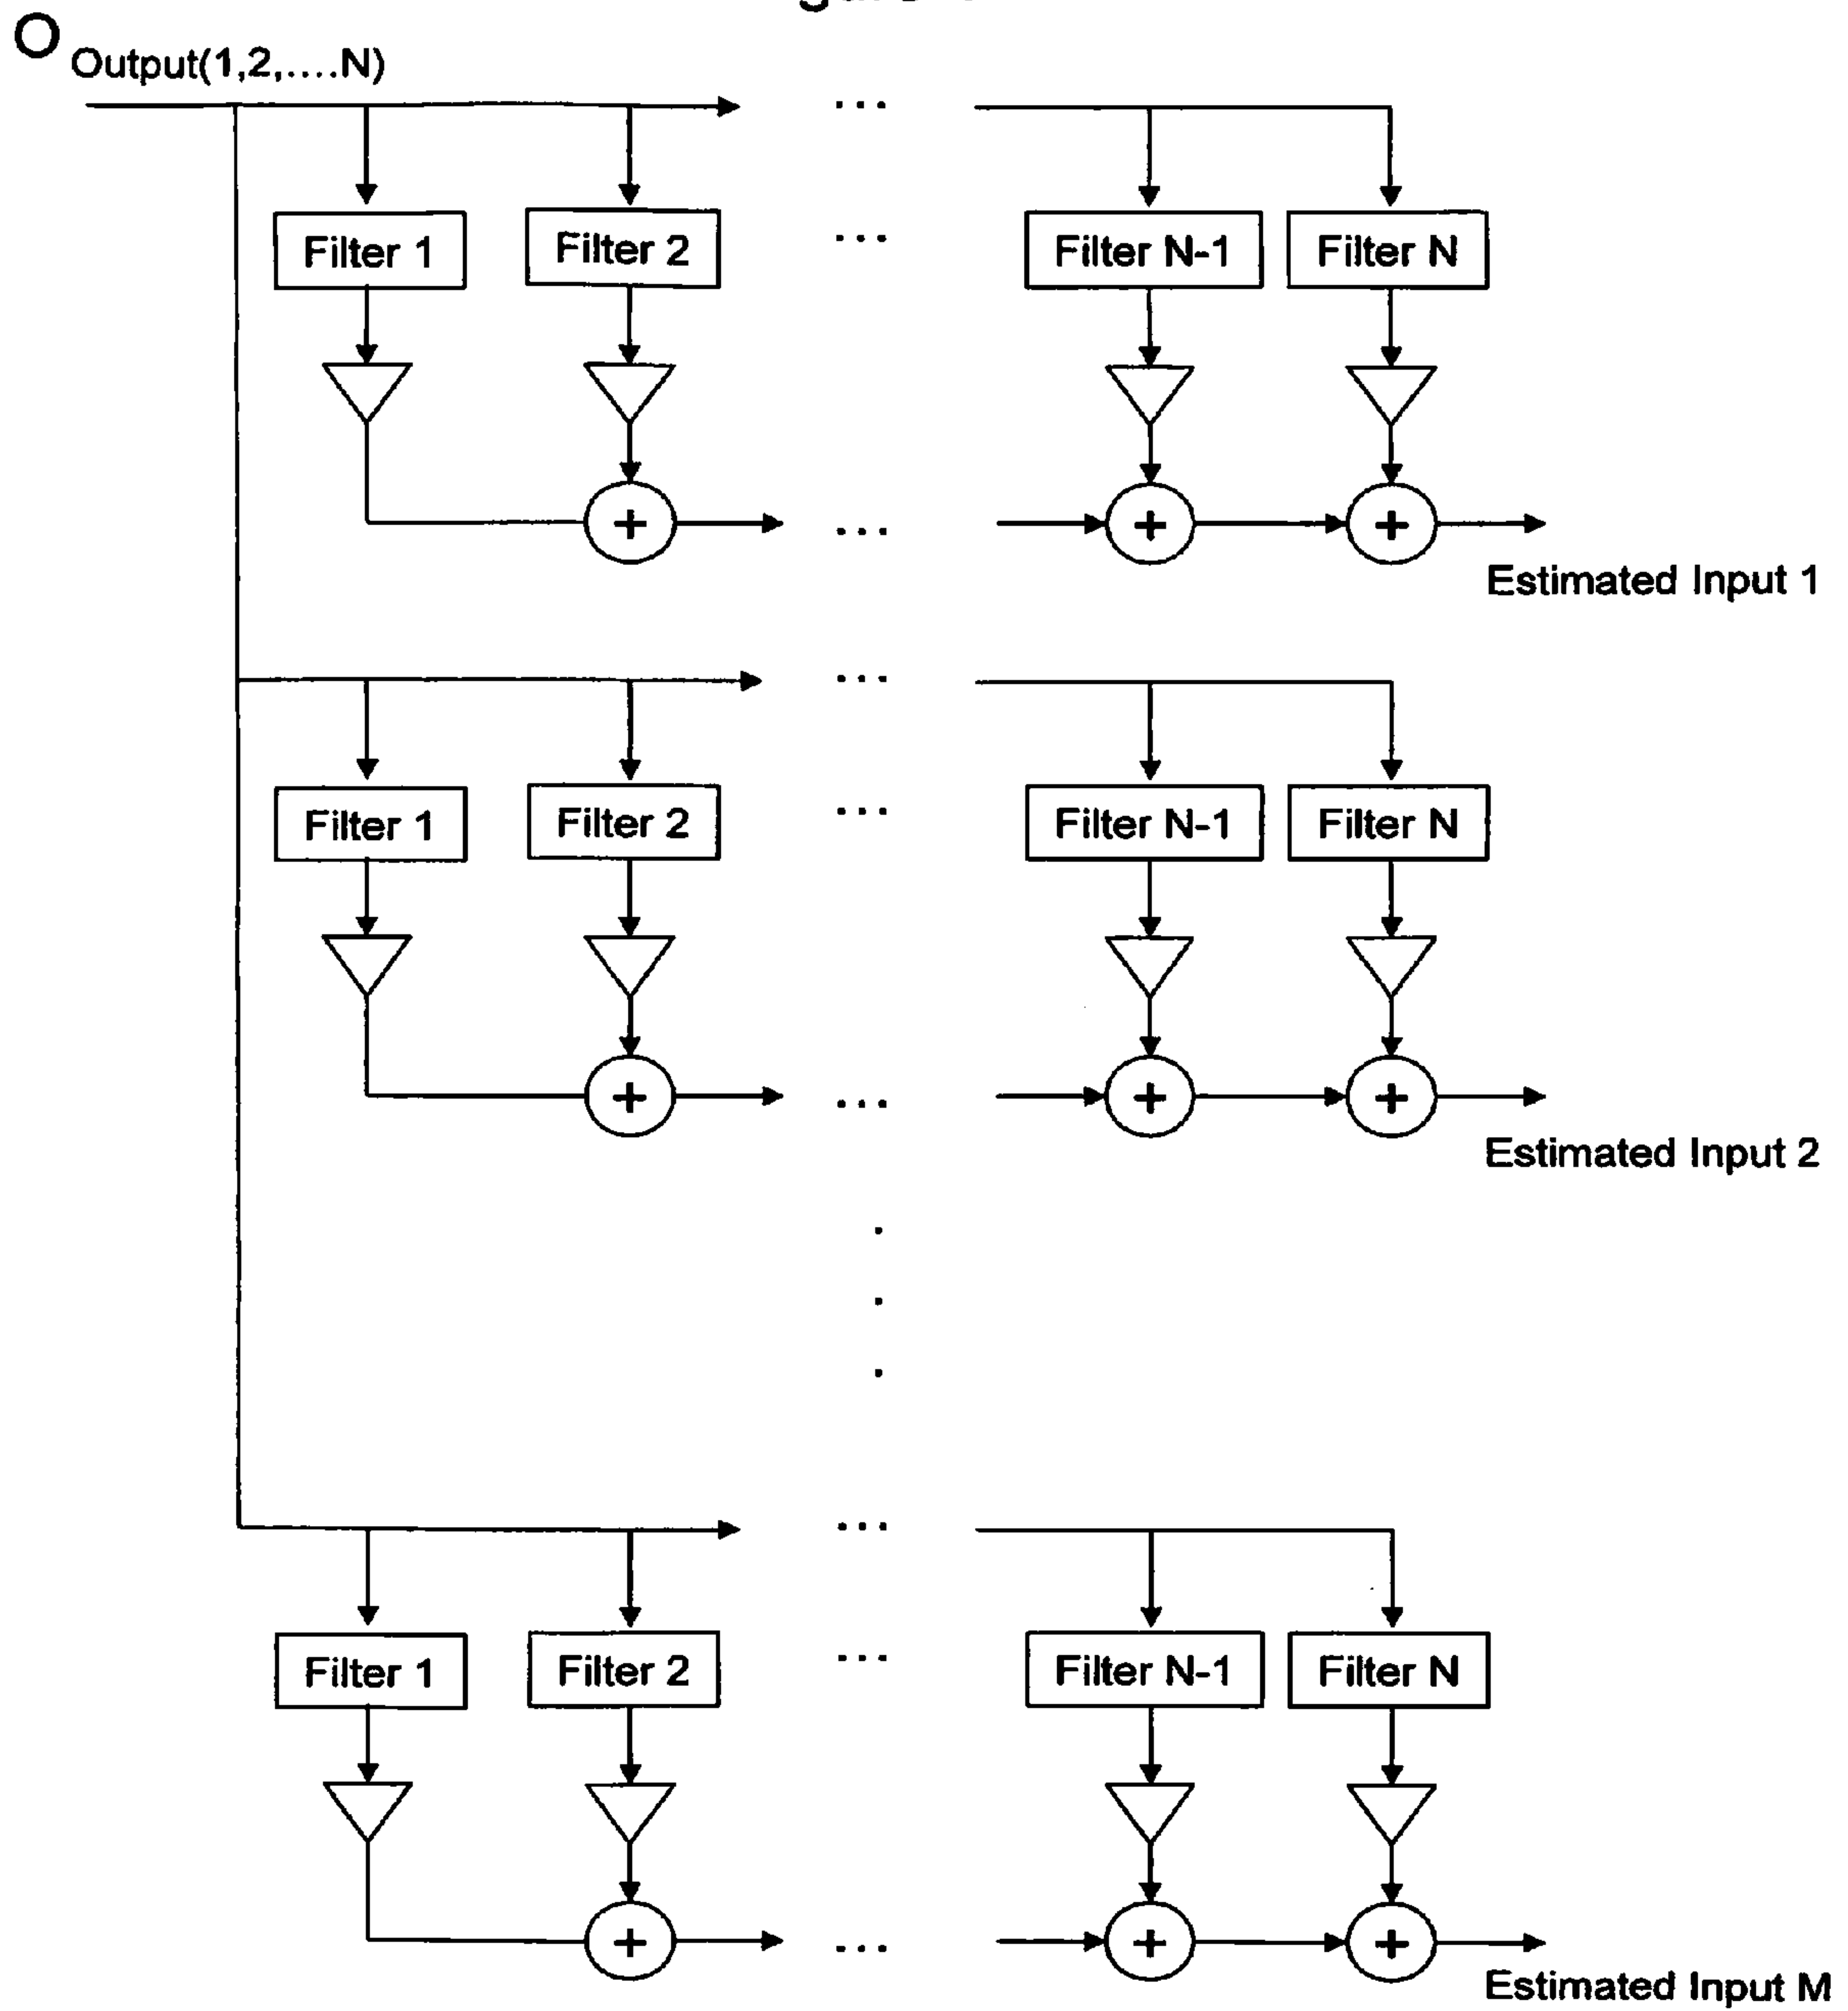 O Output(1,2,....N)
...
Filter 1 Filter 2 ... Filter N-1 Filter N
+ ... + +
Estimated Input 1
...
Filter 1 Filter 2 ... Filter N-1 Filter N
+ ... + +
Estimated Input 2
.
.
.
...
Filter 1 Filter 2 ... Filter N-1 Filter N
+ ... + +
Estimated Input M